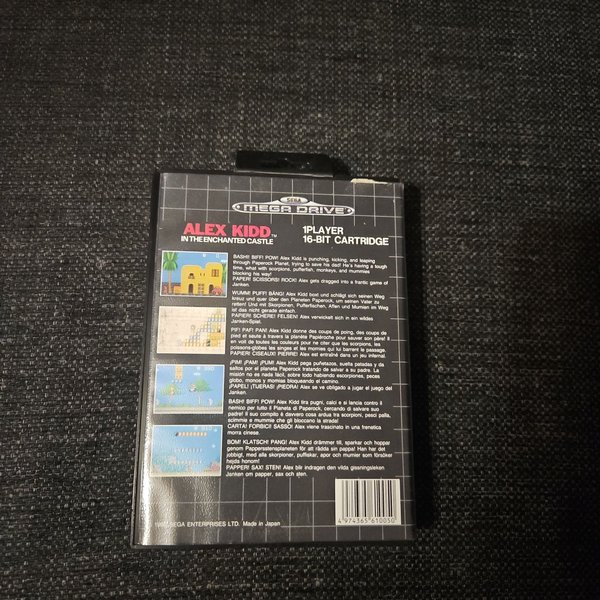 SEGA
MEGA DRIVE
ALEX KIDD™
IN THE ENCHANTED CASTLE
1PLAYER
16-BIT CARTRIDGE
BASH! BIFF! POW! Alex Kidd is punching, kicking, and leaping
through Paperock Planet, trying to save his dad! He's having a tough
time, what with scorpions, pufferfish, monkeys, and mummies
blocking his way!
PAPER! SCISSORS! ROCK! Alex gets dragged into a frantic game of
Janken.
WUMM! PUFF! BÄNG! Alex Kidd boxt und schlägt sich seinen Weg
kreuz und quer über den Planeten Paperock, um seinen Vater zu
retten! Und mit Skorpionen, Pufferfischen, Affen und Mumien im Weg
ist das nicht gerade einfach.
PAPIER! SCHERE! FELSEN! Alex verwickelt sich in ein wildes
Janken-Spiel.
PIF! PAF! PAN! Alex Kidd donne des coups de poing, des coups de
pied et saute à travers la planète Papiéroche pour sauver son père! Il
en voit de toutes les couleurs pour ne citer que les scorpions, les
poissons-globes les singes et les momies qui lui barrent le passage.
PAPIER! CISEAUX! PIERRE! Alex est entraîné dans un jeu infernal.
¡PIM! ¡PAM! ¡PUM! Alex Kidd pega puñetazos, suelta patadas y da
saltos por el planeta Paperock tratando de salvar a su padre. La
misión no es nada fácil, sobre todo habiendo escorpiones, peces
globo, monos y momias bloqueando el camino.
¡PAPEL! ¡TIJERAS! ¡PIEDRA! Alex se ve obligado a jugar el juego del
Janken.
BASH! BIFF! POW! Alex Kidd tira pugni, calci e si lancia contro il
nemico per tutto il Pianeta di Paperock, cercando di salvare suo
padre! Il suo compito è davvero cosa ardua tra scorpioni, pesci palla,
scimmie e mummie che gli bloccano la strada!
CARTA! FORBICI! SASSO! Alex viene trascinato in una frenetica
morra cinese.
BOM! KLATSCH! PANG! Alex Kidd drämmer till, sparkar och hoppar
genom Pappersstensplaneten för att rädda sin pappa! Han har det
jobbigt, med alla skorpioner, puffiskar, apor och mumier som försöker
hejda honom!
PAPPER! SAX! STEN! Alex blir indragen den vilda gissningsleken
Janken om papper, sax och sten.
SEGA ENTERPRISES LTD. Made in Japan
4 974365 610050